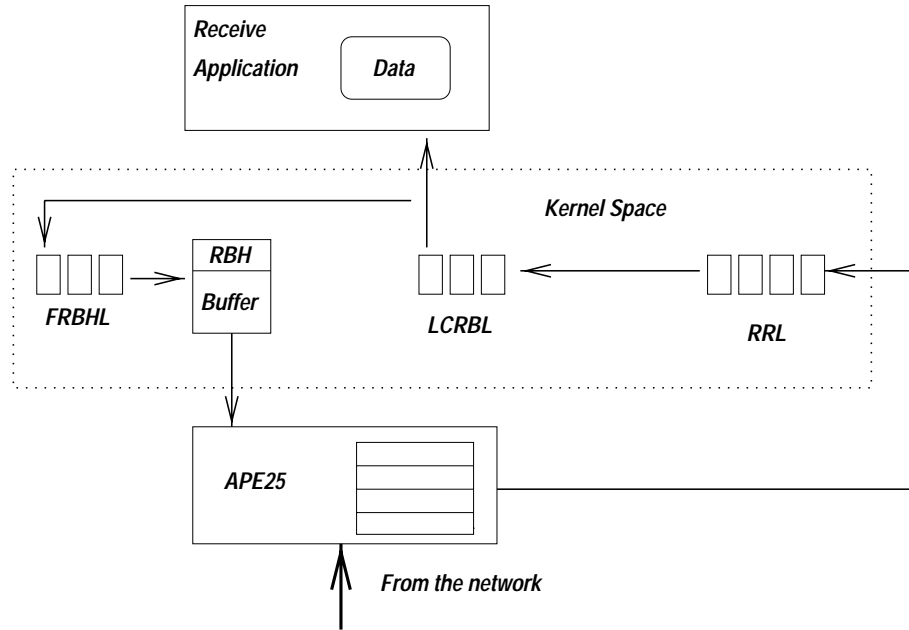 Receive
Application
Data
Kernel Space
RBH
Buffer
FRBHL
LCRBL
RRL
APE25
From the network